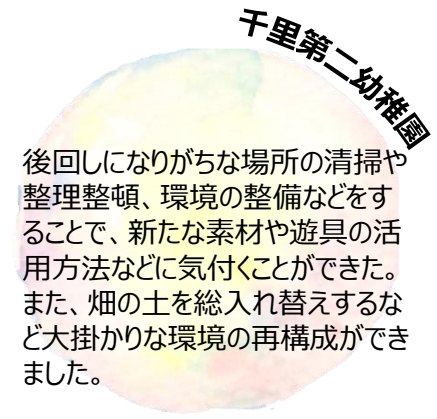 千里第二幼稚園
後回しになりがちな場所の清掃や
整理整頓、環境の整備などをす
ることで、新たな素材や遊具の活
用方法などに気付くことができた。
また、畑の土を総入れ替えするな
ど大掛かりな環境の再構成ができ
ました。